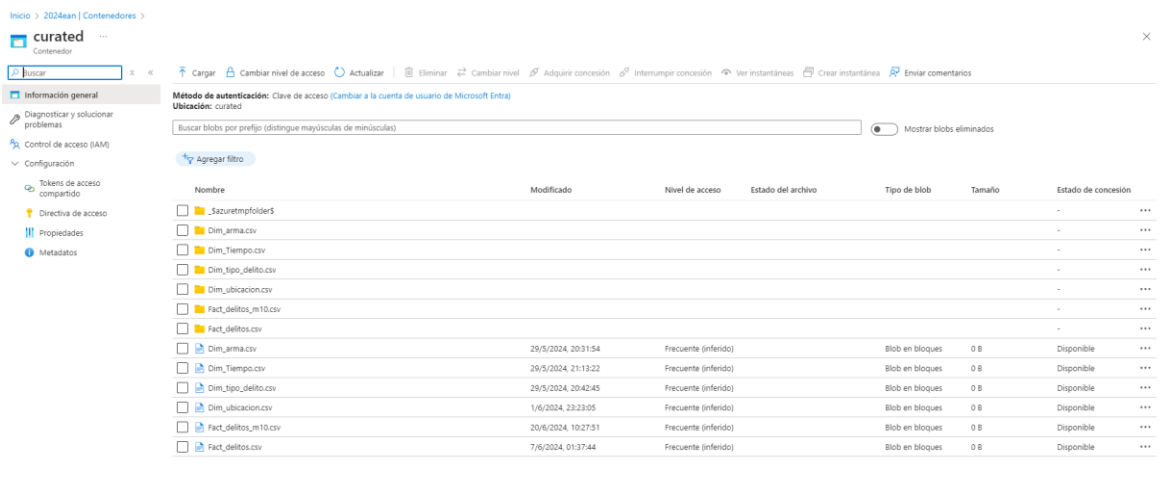 Inicio > 2024ean | Contenedores >
curated ...
Contenedor
Buscar
Cargar Cambiar nivel de acceso Actualizar Eliminar Cambiar nivel Adquirir concesión Interrumpir concesión Ver instantáneas Crear instantánea Enviar comentarios
Información general
Diagnosticar y solucionar
problemas
Control de acceso (IAM)
Configuración
Tokens de acceso
compartido
Directiva de acceso
Propiedades
Metadatos
Método de autenticación: Clave de acceso (Cambiar a la cuenta de usuario de Microsoft Entra)
Ubicación: curated
Buscar blobs por prefijo (distingue mayúsculas de minúsculas)
Mostrar blobs eliminados
Agregar filtro
Nombre Modificado Nivel de acceso Estado del archivo Tipo de blob Tamaño Estado de concesión
_$azuretmpfolder$ -
Dim_arma.csv -
Dim_Tiempo.csv -
Dim_tipo_delito.csv -
Dim_ubicacion.csv -
Fact_delitos_m10.csv -
Fact_delitos.csv -
Dim_arma.csv 29/5/2024, 20:31:54 Frecuente (inferido) Blob en bloques 0 B Disponible
Dim_Tiempo.csv 29/5/2024, 21:13:22 Frecuente (inferido) Blob en bloques 0 B Disponible
Dim_tipo_delito.csv 29/5/2024, 20:42:45 Frecuente (inferido) Blob en bloques 0 B Disponible
Dim_ubicacion.csv 1/6/2024, 23:23:05 Frecuente (inferido) Blob en bloques 0 B Disponible
Fact_delitos_m10.csv 20/6/2024, 10:27:51 Frecuente (inferido) Blob en bloques 0 B Disponible
Fact_delitos.csv 7/6/2024, 01:37:44 Frecuente (inferido) Blob en bloques 0 B Disponible